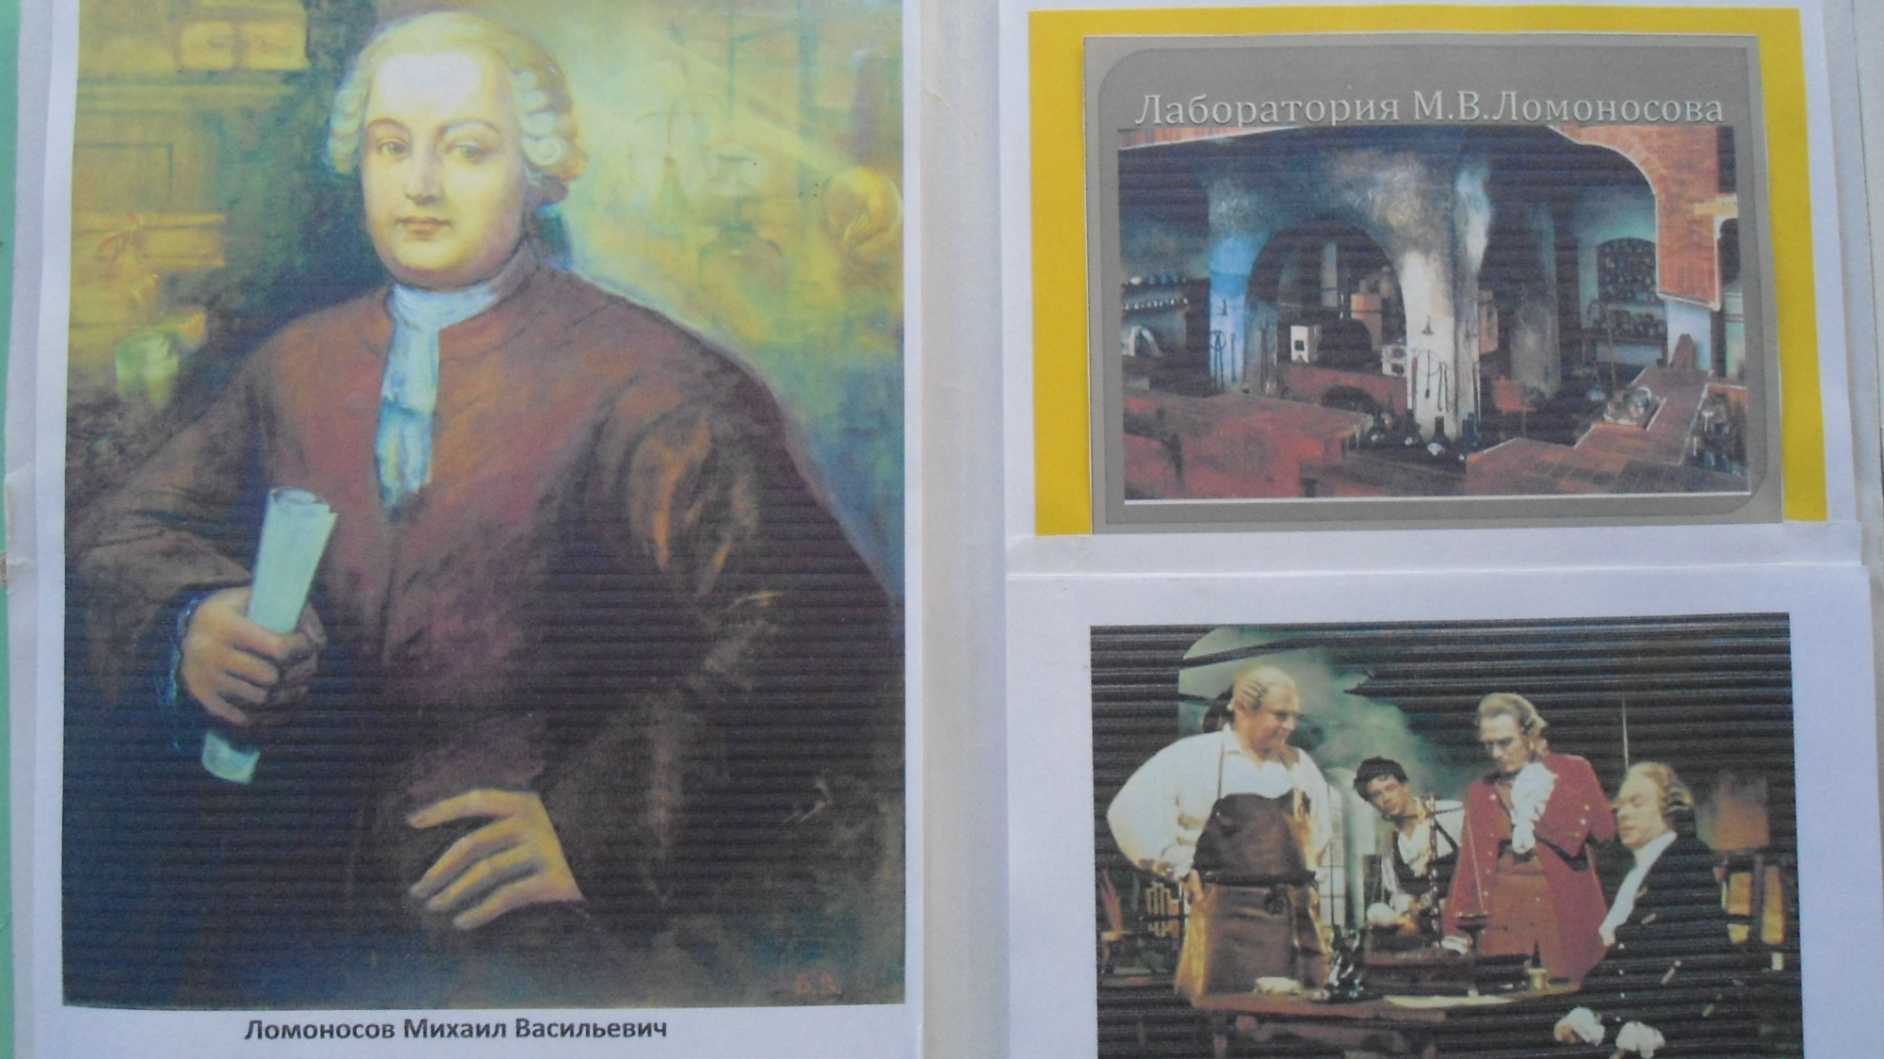 Лаборатория М.В.Ломоносова
Ломоносов Михаил Васильевич